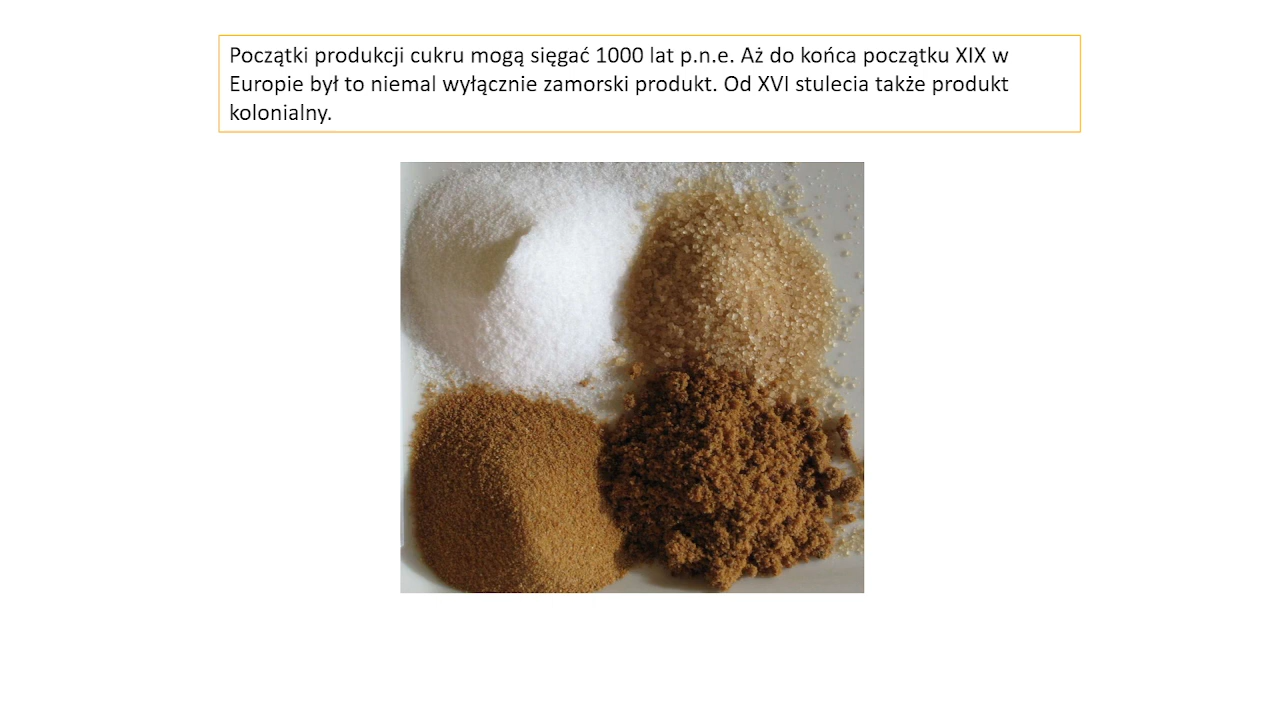 Początki produkcji cukru mogą sięgać 1000 lat p.n.e. Aż do końca początku XIX w
Europie był to niemal wyłącznie zamorski produkt. Od XVI stulecia także produkt
kolonialny.